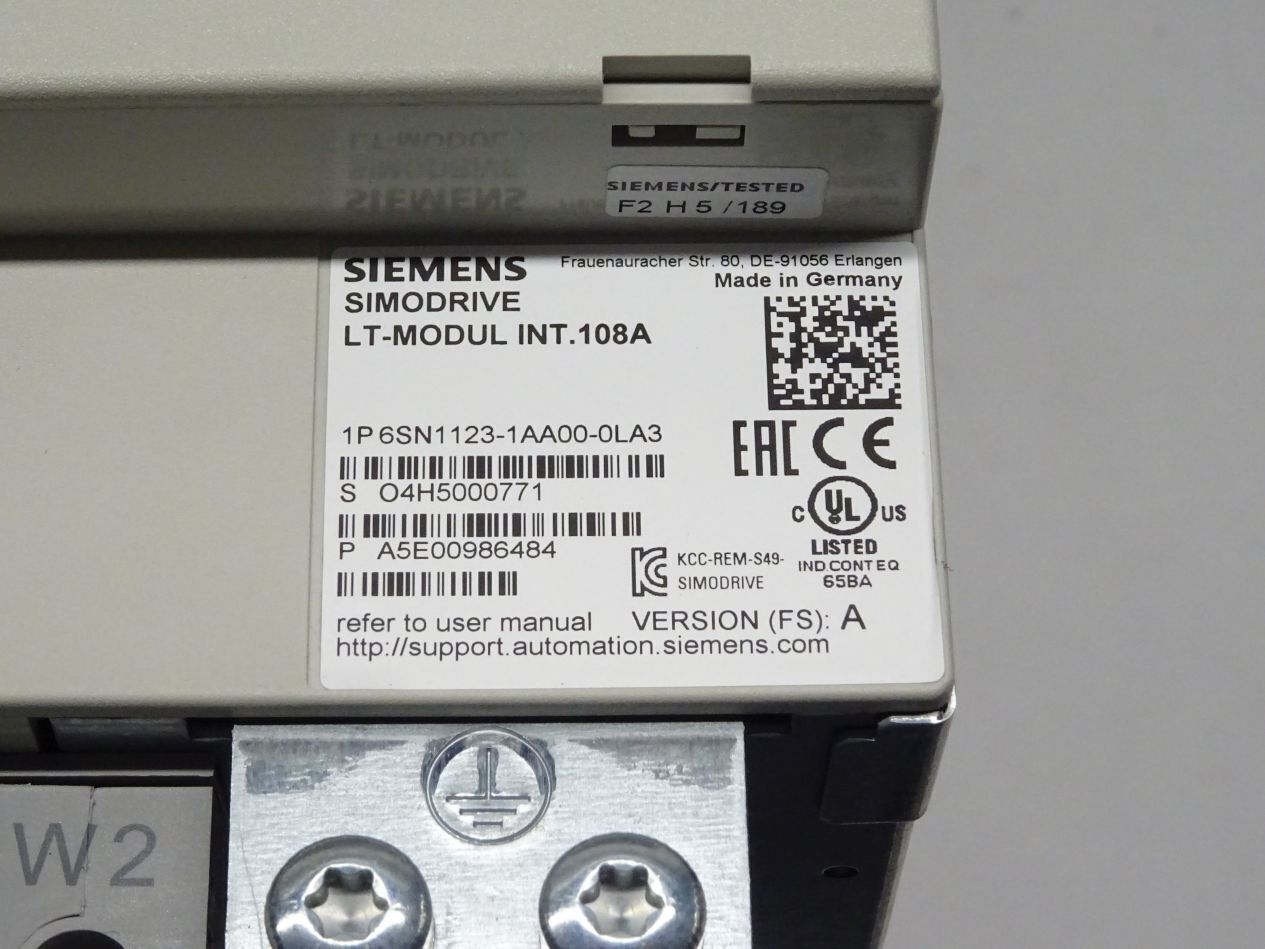 SIEMENS/TESTED
F2 H 5 /189
SIEMENS
Frauenauracher Str. 80, DE-91056 Erlangen
Made in Germany
SIMODRIVE
LT-MODUL INT.108A
1P 6SN1123-1AA00-0LA3
S O4H5000771
P A5E00986484
EAC CE
C UL US
LISTED
IND.CONT.EQ
65BA
KCC-REM-S49-
SIMODRIVE
refer to user manual VERSION (FS): A
http://support.automation.siemens.com
W2